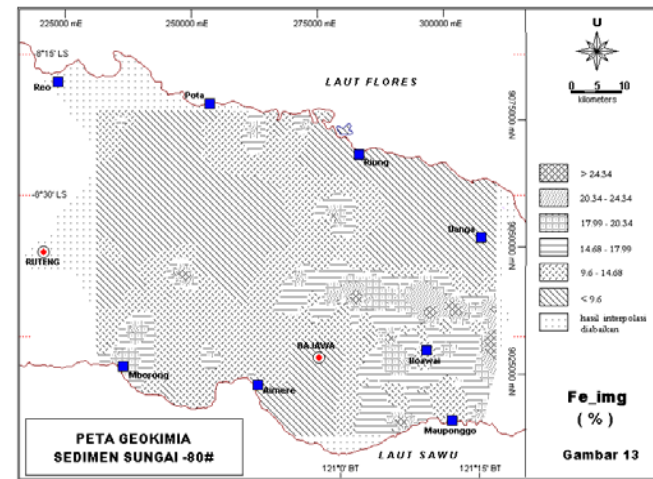 225000 mE
250000 mE
275000 mE
300000 mE
8°15' LS
Reo
Pota
LAUT FLORES
Riung
-8°30' LS
Danga
RUTENG
BAJAWA
Boawai
Mborong
Aimere
Mauponggo
LAUT SAWU
121°0' BT
121°15' BT
9075000 mN
9050000 mN
9025000 mN
PETA GEOKIMIA
SEDIMEN SUNGAI -80#
U
0 5 10
kilometers
> 24.34
20.34 - 24.34
17.99 - 20.34
14.68 - 17.99
9.6 - 14.68
< 9.6
hasil interpolasi
diabaikan
Fe_img
( % )
Gambar 13